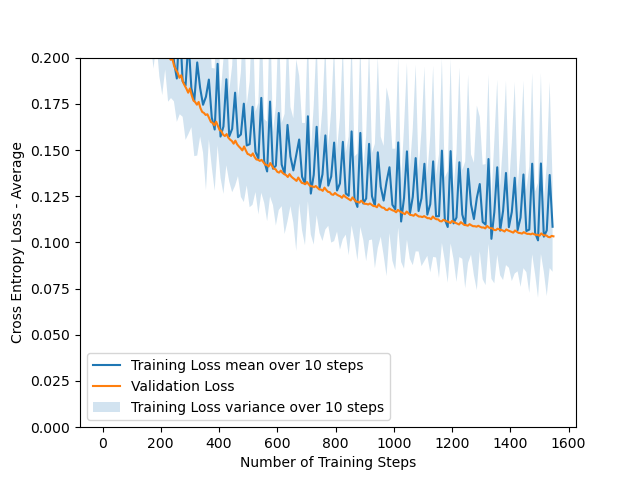 0.200
0.175
0.150
0.125
0.100
0.075
0.050
0.025
0.000
Cross Entropy Loss - Average
Training Loss mean over 10 steps
Validation Loss
Training Loss variance over 10 steps
0 200 400 600 800 1000 1200 1400 1600
Number of Training Steps